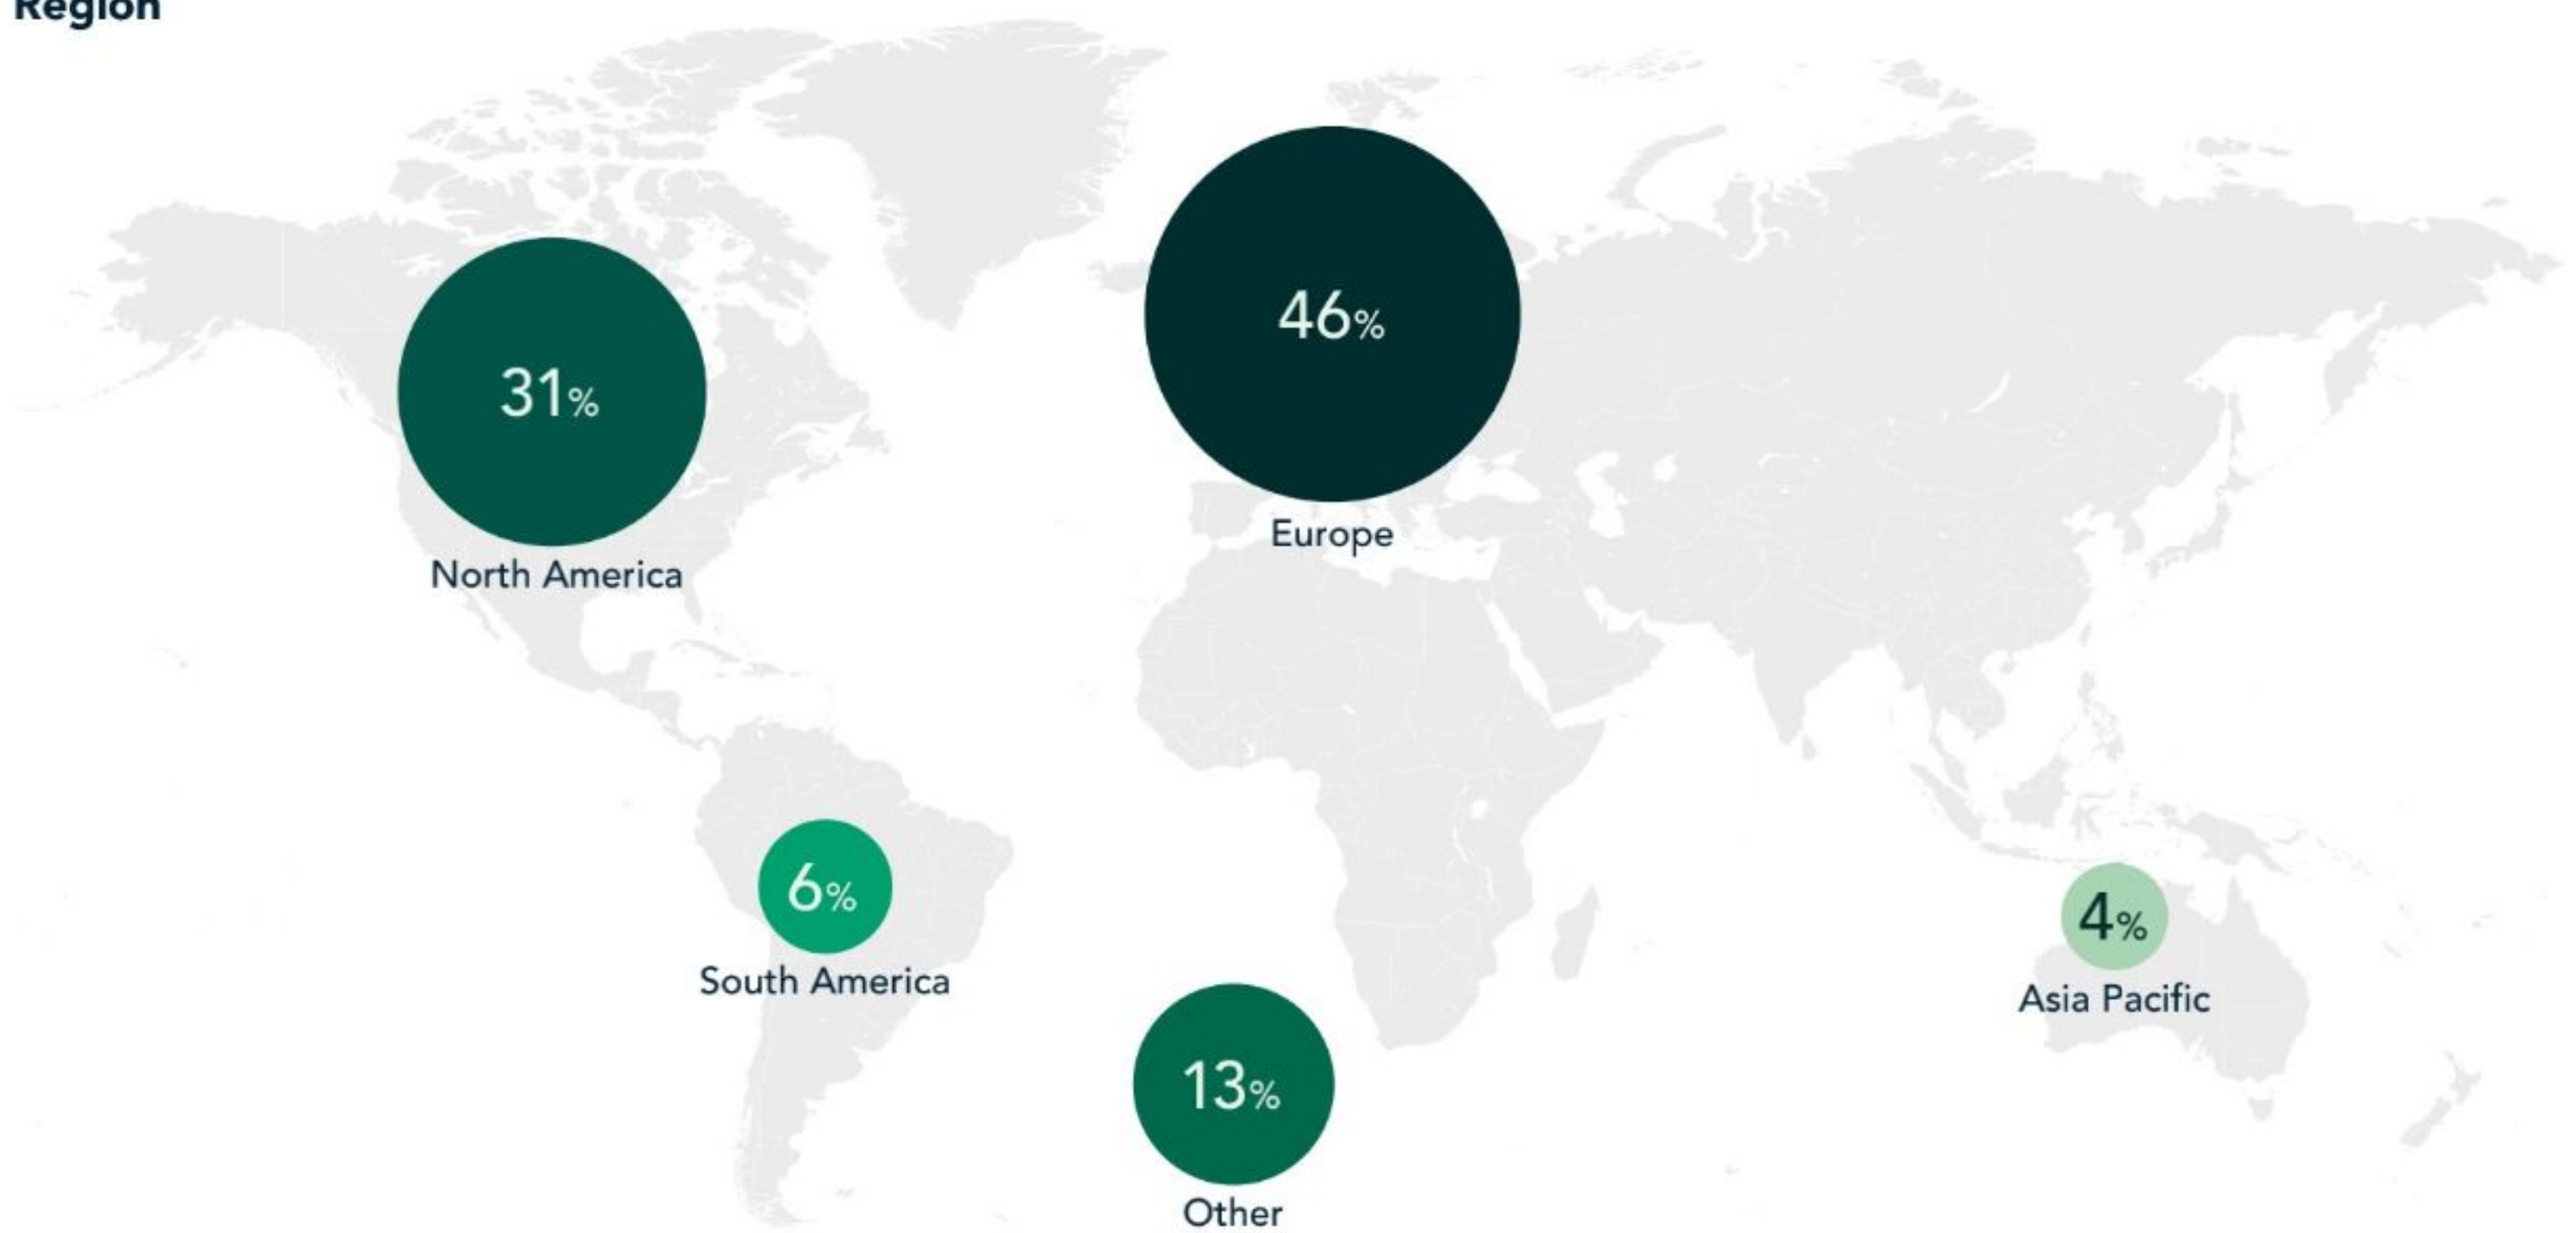 Region
46%
Europe
31%
North America
6%
South America
4%
Asia Pacific
13%
Other